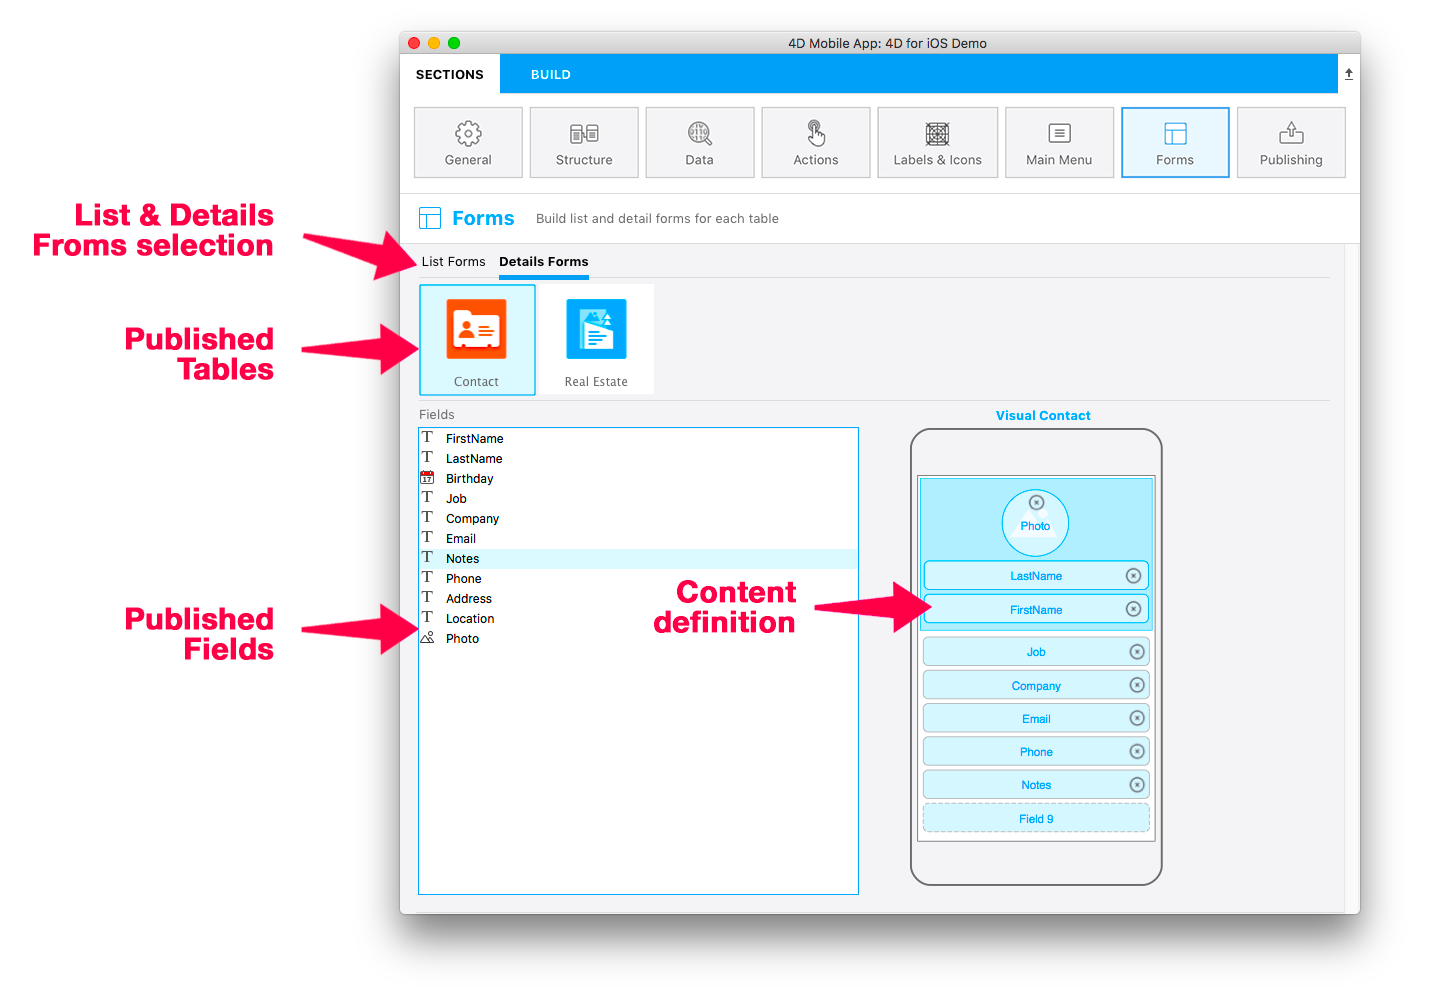 4D Mobile App: 4D for iOS Demo
SECTIONS BUILD
General Structure Data Actions Labels & Icons Main Menu Forms Publishing
Forms Build list and detail forms for each table
List & Details
Froms selection
List Forms Details Forms
Published
Tables
Contact Real Estate
Fields
FirstName
LastName
Birthday
Job
Company
Email
Notes
Phone
Address
Location
Photo
Published
Fields
Visual Contact
Content
definition
Photo
LastName
FirstName
Job
Company
Email
Phone
Notes
Field 9